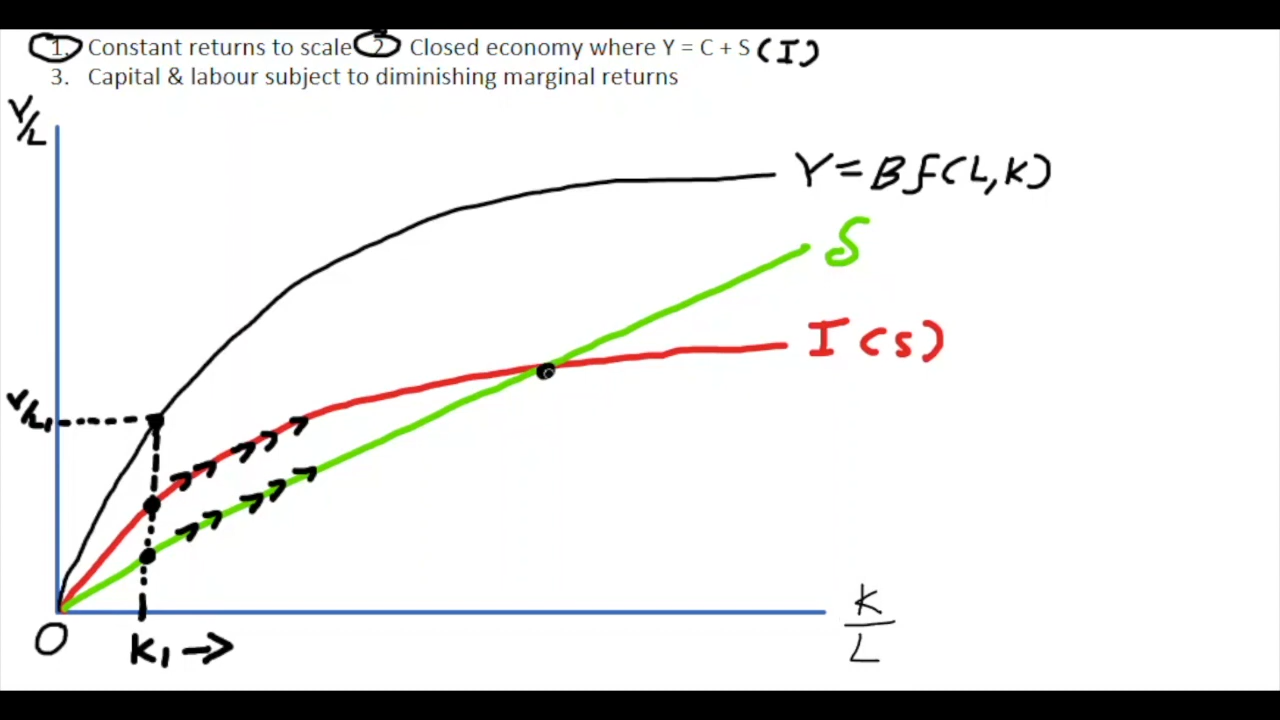 1. Constant returns to scale 2. Closed economy where Y = C + S (I)
3. Capital & labour subject to diminishing marginal returns
Y/L
Y = B f(L, K)
δ
I (s)
Y/L1
K/L
O
K1 →